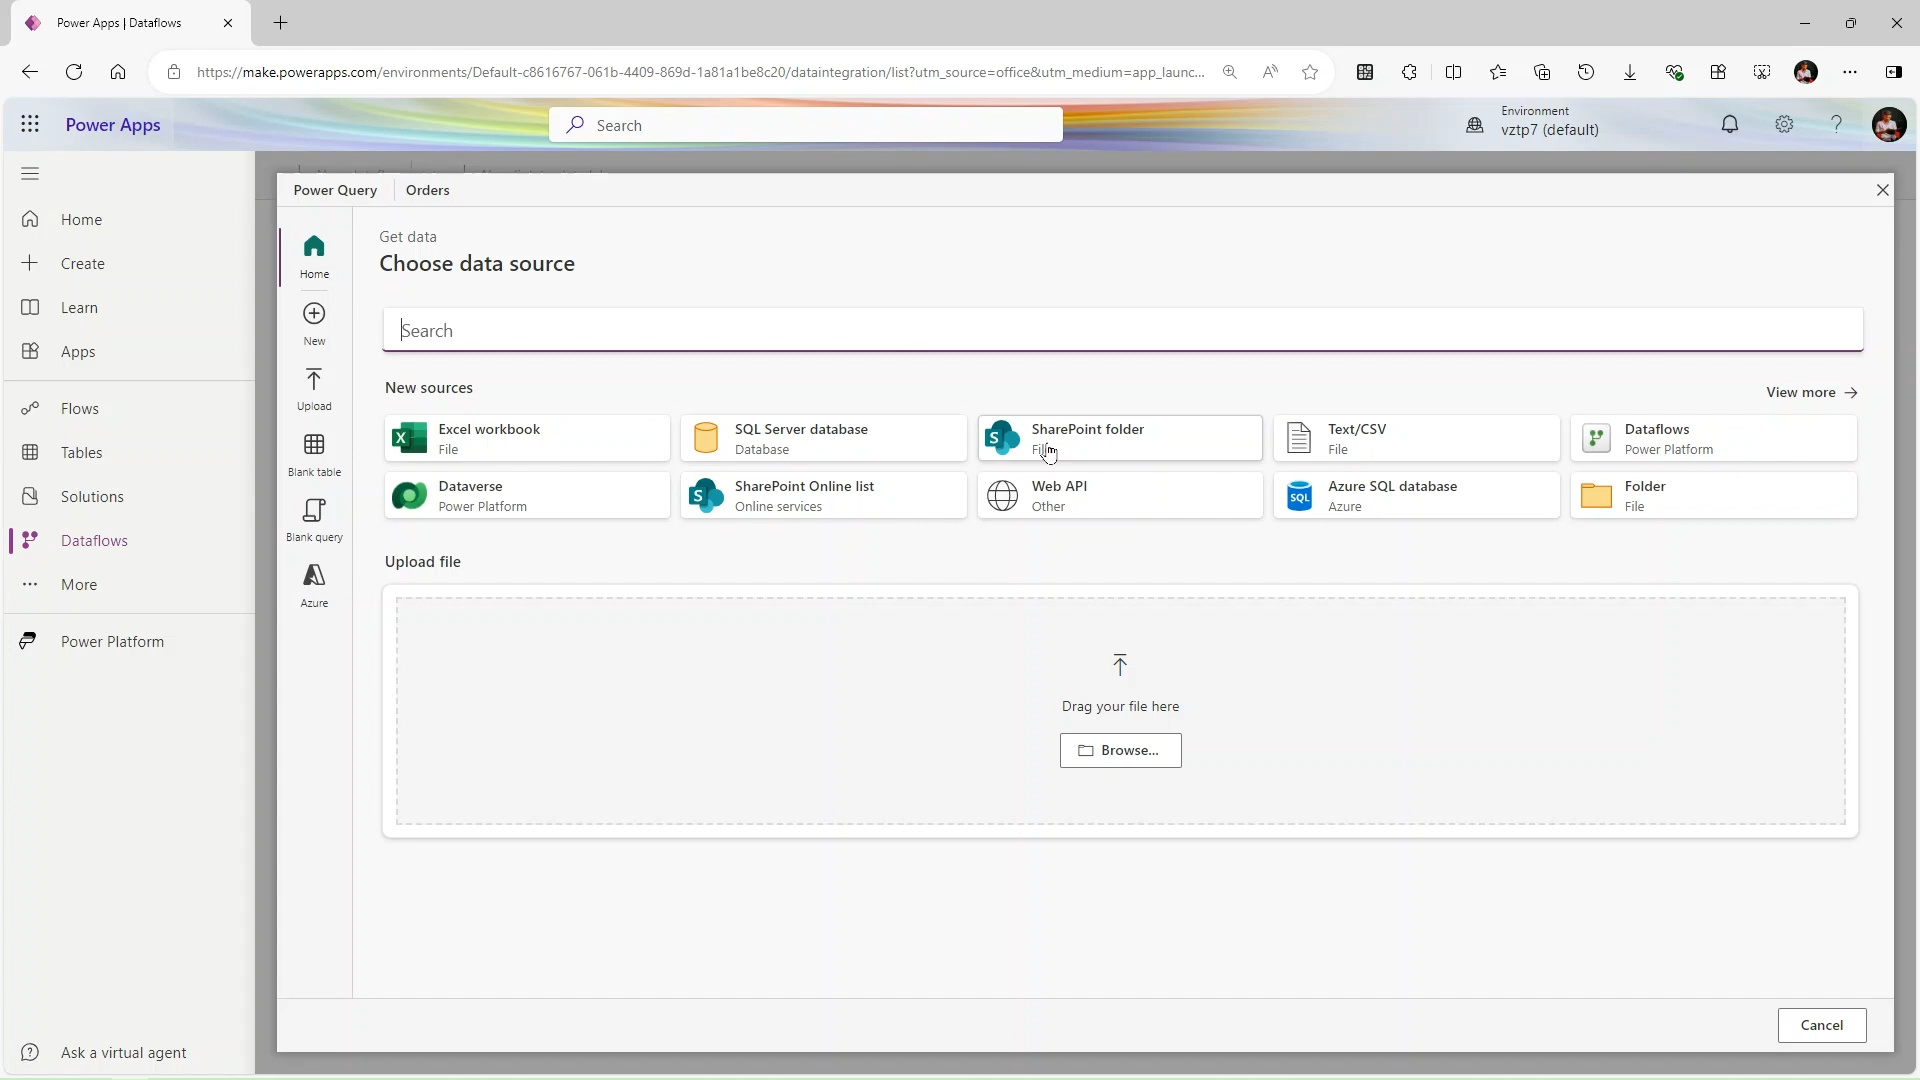 Power Apps | Dataflows
https://make.powerapps.com/environments/Default-c8616767-061b-4409-869d-1a81a1be8c20/dataintegration/list?utm_source=office&utm_medium=app_launc...
Power Apps
Search
Environment
vztp7 (default)
Home
Create
Learn
Apps
Flows
Tables
Solutions
Dataflows
More
Power Platform
Ask a virtual agent
Power Query
Orders
Home
New
Upload
Blank table
Blank query
Azure
Get data
Choose data source
Search
New sources
View more
Excel workbook
File
SQL Server database
Database
SharePoint folder
File
Text/CSV
File
Dataflows
Power Platform
Dataverse
Power Platform
SharePoint Online list
Online services
Web API
Other
Azure SQL database
Azure
Folder
File
Upload file
Drag your file here
Browse...
Cancel